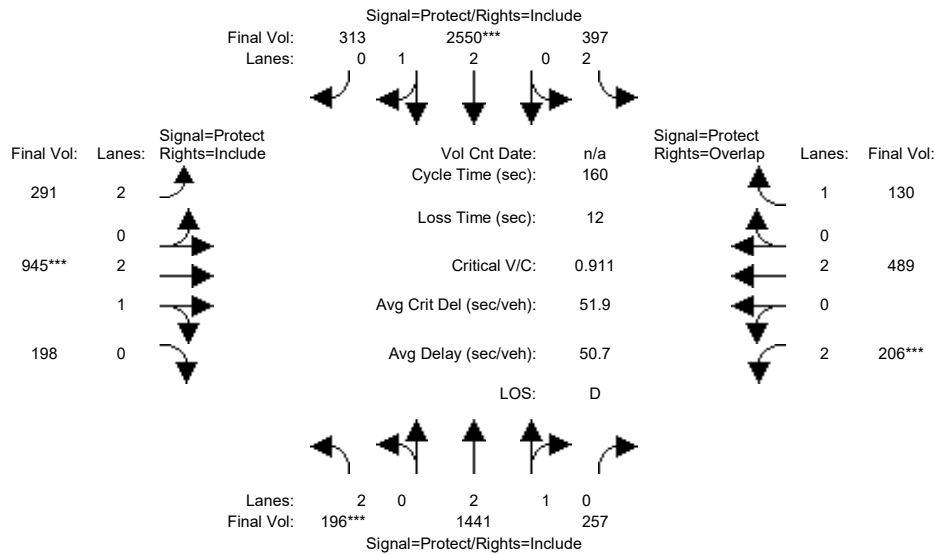 Signal=Protect/Rights=Include
Final Vol: 313 2550*** 397
Lanes: 0 1 2 0 2
Signal=Protect
Final Vol: Lanes: Rights=Include
Vol Cnt Date: n/a
Signal=Protect
Rights=Overlap Lanes: Final Vol:
Cycle Time (sec): 160
291 2
1 130
Loss Time (sec): 12
0
0
945*** 2
Critical V/C: 0.911
2 489
1
Avg Crit Del (sec/veh): 51.9
0
198 0
Avg Delay (sec/veh): 50.7
2 206***
LOS: D
Lanes: 2 0 2 1 0
Final Vol: 196*** 1441 257
Signal=Protect/Rights=Include